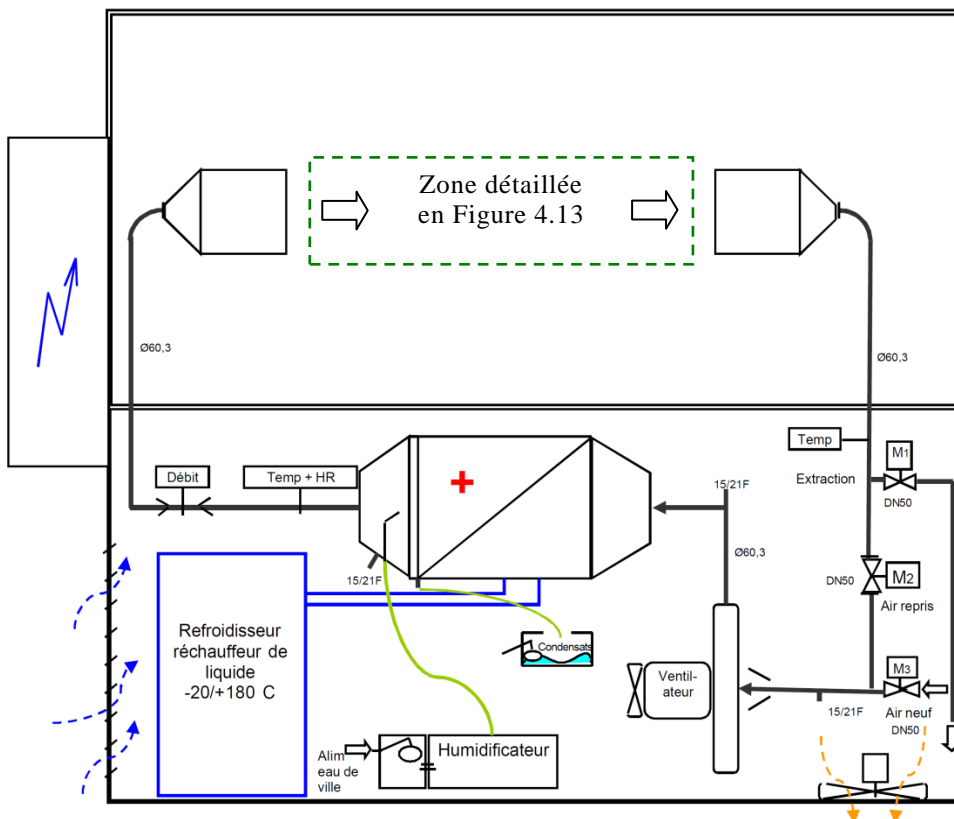 Zone détaillée
en Figure 4.13
Ø60,3
Ø60,3
Temp
M1
Débit
Temp + HR
Extraction
15/21F
DN50
Ø60,3
15/21F
DN50
M2
Air repris
Refroidisseur
réchauffeur de
liquide
-20/+180 C
Condensats
Ventil-
ateur
M3
15/21F
Air neuf
DN50
Alim
eau de
ville
Humidificateur